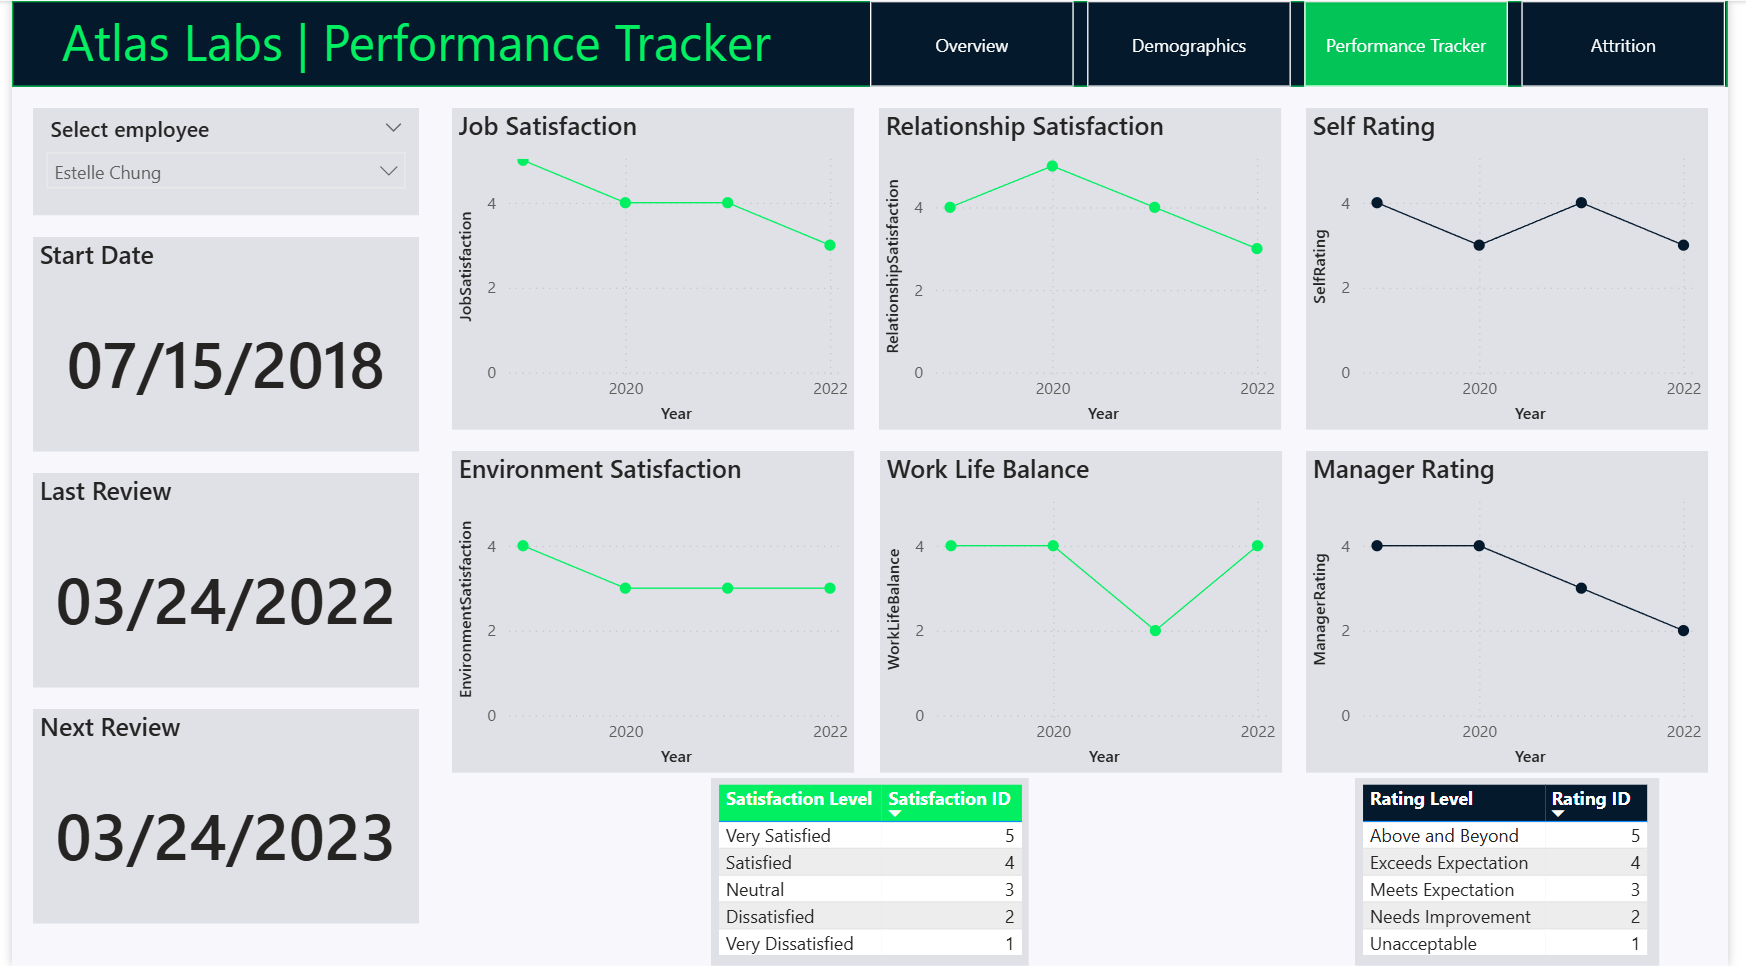 Atlas Labs | Performance Tracker
Overview
Demographics
Performance Tracker
Attrition
Select employee
Estelle Chung
Start Date
07/15/2018
Last Review
03/24/2022
Next Review
03/24/2023
Job Satisfaction
JobSatisfaction
4
2
0
2020
2022
Year
Relationship Satisfaction
RelationshipSatisfaction
4
2
0
2020
2022
Year
Self Rating
SelfRating
4
2
0
2020
2022
Year
Environment Satisfaction
EnvironmentSatisfaction
4
2
0
2020
2022
Year
Work Life Balance
WorkLifeBalance
4
2
0
2020
2022
Year
Manager Rating
ManagerRating
4
2
0
2020
2022
Year
Satisfaction Level Satisfaction ID
Very Satisfied 5
Satisfied 4
Neutral 3
Dissatisfied 2
Very Dissatisfied 1
Rating Level Rating ID
Above and Beyond 5
Exceeds Expectation 4
Meets Expectation 3
Needs Improvement 2
Unacceptable 1